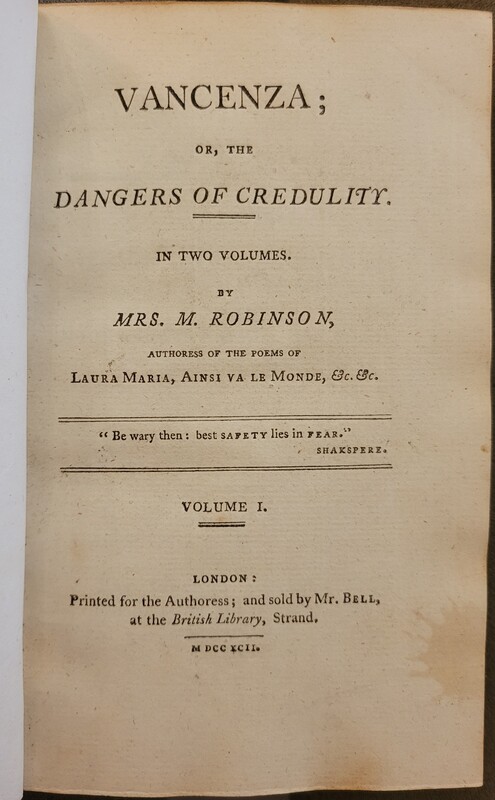 VANCENZA;
OR, THE
DANGERS OF CREDULITY.
IN TWO VOLUMES.
BY
MRS. M. ROBINSON,
AUTHORESS OF THE POEMS OF
LAURA MARIA, AINSI VA LE MONDE, &c. &c.
“ Be wary then: best SAFETY lies in FEAR.”
SHAKSPERE.
VOLUME I.
LONDON:
Printed for the Authoress; and sold by Mr. BELL,
at the British Library, Strand.
M DCC XCII.